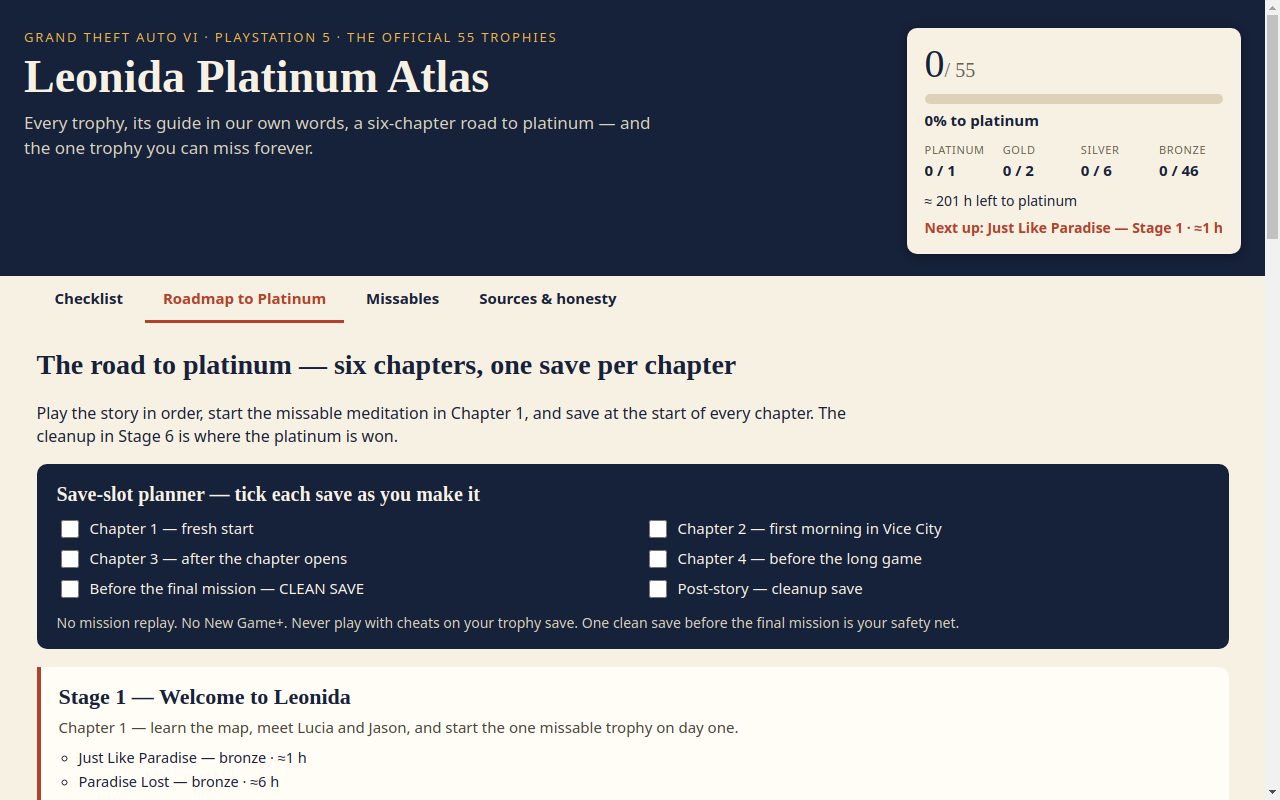 GRAND THEFT AUTO VI · PLAYSTATION 5 · THE OFFICIAL 55 TROPHIES
Leonida Platinum Atlas
Every trophy, its guide in our own words, a six-chapter road to platinum — and
the one trophy you can miss forever.
0/ 55
0% to platinum
PLATINUM GOLD SILVER BRONZE
0 / 1 0 / 2 0 / 6 0 / 46
≈ 201 h left to platinum
Next up: Just Like Paradise — Stage 1 · ≈1 h
Checklist Roadmap to Platinum Missables Sources & honesty
The road to platinum — six chapters, one save per chapter
Play the story in order, start the missable meditation in Chapter 1, and save at the start of every chapter. The
cleanup in Stage 6 is where the platinum is won.
Save-slot planner — tick each save as you make it
Chapter 1 — fresh start
Chapter 2 — first morning in Vice City
Chapter 3 — after the chapter opens
Chapter 4 — before the long game
Before the final mission — CLEAN SAVE
Post-story — cleanup save
No mission replay. No New Game+. Never play with cheats on your trophy save. One clean save before the final mission is your safety net.
Stage 1 — Welcome to Leonida
Chapter 1 — learn the map, meet Lucia and Jason, and start the one missable trophy on day one.
Just Like Paradise — bronze · ≈1 h
Paradise Lost — bronze · ≈6 h